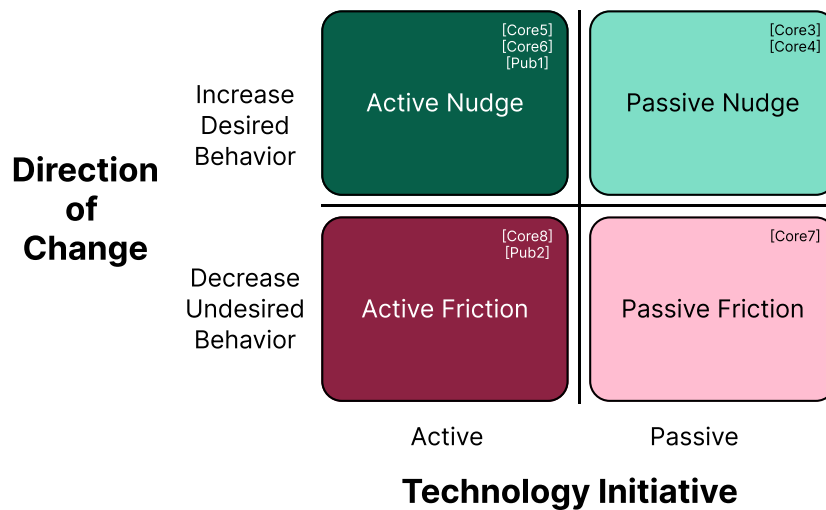 [Core5]
[Core6]
[Pub1]
Active Nudge
[Core3]
[Core4]
Passive Nudge
Increase
Desired
Behavior
Direction
of
Change
[Core8]
[Pub2]
Active Friction
[Core7]
Passive Friction
Decrease
Undesired
Behavior
Active
Passive
Technology Initiative